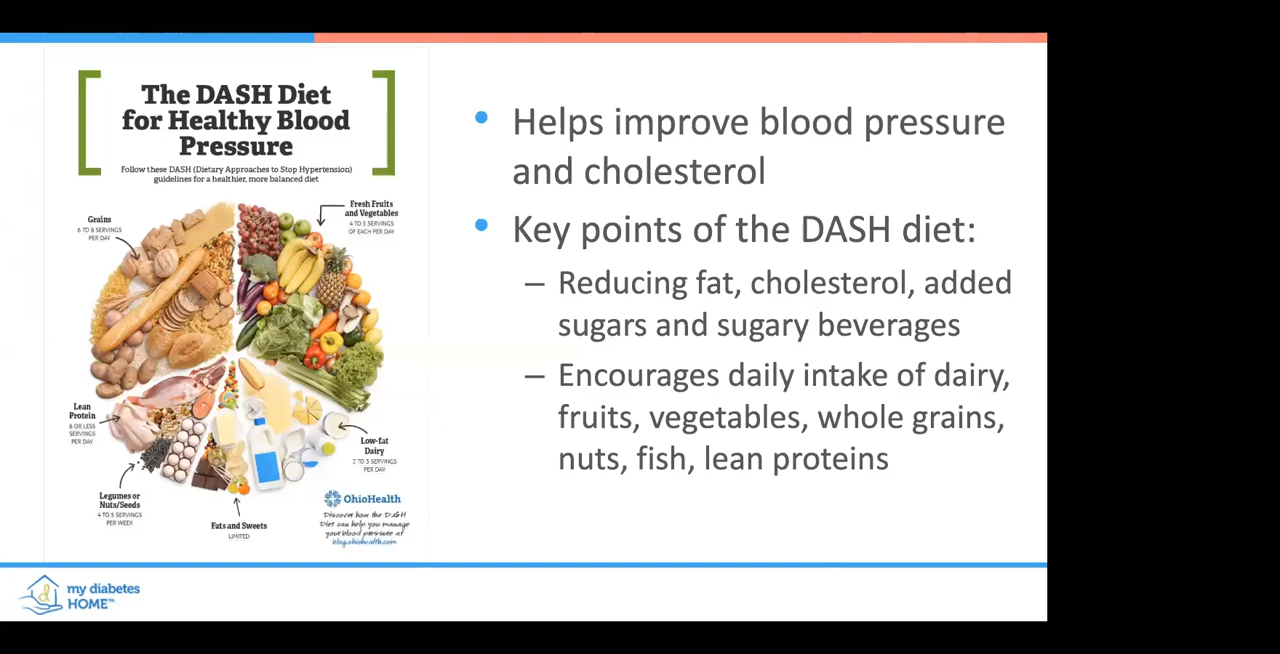 The DASH Diet
for Healthy Blood
Pressure
Follow these DASH (Dietary Approaches to Stop Hypertension)
guidelines for a healthier, more balanced diet
Grains
6 TO 8 SERVINGS
PER DAY
Fresh Fruits
and Vegetables
4 TO 5 SERVINGS
OF EACH PER DAY
Lean
Protein
6 OR LESS
SERVINGS
PER DAY
Low-fat
Dairy
2 TO 3 SERVINGS
PER DAY
Legumes or
Nuts/Seeds
4 TO 5 SERVINGS
PER WEEK
Fats and Sweets
LIMITED
OhioHealth
Discover how the DASH
Diet can help you manage
your blood pressure at
blog.ohiohealth.com
• Helps improve blood pressure
and cholesterol
• Key points of the DASH diet:
– Reducing fat, cholesterol, added
sugars and sugary beverages
– Encourages daily intake of dairy,
fruits, vegetables, whole grains,
nuts, fish, lean proteins
my diabetes
HOME™